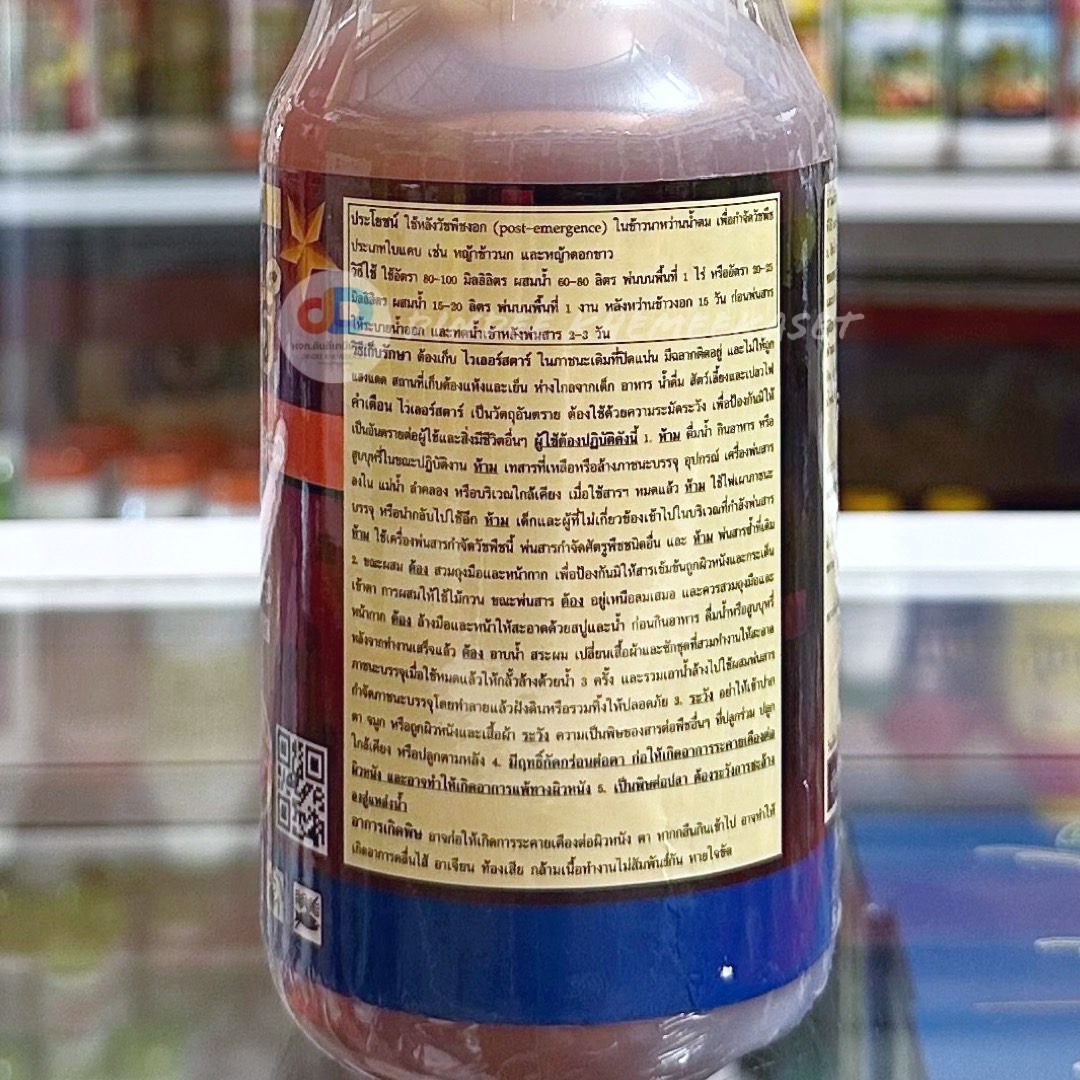 ประโยชน์ ใช้หลังวัชพืชงอก (post-emergence) ในข้าวนาหว่านน้ำตม เพื่อกำจัดวัชพืช
ประเภทใบแคบ เช่น หญ้าข้าวนก และหญ้าดอกขาว
วิธีใช้ ใช้อัตรา 80-100 มิลลิลิตร ผสมน้ำ 60-80 ลิตร พ่นบนพื้นที่ 1 ไร่ หรืออัตรา 20-25
มิลลิลิตร ผสมน้ำ 15-20 ลิตร พ่นบนพื้นที่ 1 งาน หลังหว่านข้าวงอก 15 วัน ก่อนพ่นสาร
ให้ระบายน้ำออก และทดน้ำเข้าหลังพ่นสาร 2-3 วัน
วิธีเก็บรักษา ต้องเก็บ ไวเลอร์สตาร์ ในภาชนะเดิมที่ปิดแน่น มีฉลากติดอยู่ และไม่ให้ถูก
แสงแดด สถานที่เก็บต้องแห้งและเย็น ห่างไกลจากเด็ก อาหาร น้ำดื่ม สัตว์เลี้ยงและเปลวไฟ
คำเตือน ไวเลอร์สตาร์ เป็นวัตถุอันตราย ต้องใช้ด้วยความระมัดระวัง เพื่อป้องกันมิให้
เป็นอันตรายต่อผู้ใช้และสิ่งมีชีวิตอื่นๆ ผู้ใช้ต้องปฏิบัติดังนี้ 1. ห้าม ดื่มน้ำ กินอาหาร หรือ
สูบบุหรี่ในขณะปฏิบัติงาน ห้าม เทสารที่เหลือหรือล้างภาชนะบรรจุ อุปกรณ์ เครื่องพ่นสาร
ลงใน แม่น้ำ ลำคลอง หรือบริเวณใกล้เคียง เมื่อใช้สารฯ หมดแล้ว ห้าม ใช้ไฟเผาภาชนะ
บรรจุ หรือนำกลับไปใช้อีก ห้าม เด็กและผู้ที่ไม่เกี่ยวข้องเข้าไปในบริเวณที่กำลังพ่นสาร
ห้าม ใช้เครื่องพ่นสารกำจัดวัชพืชนี้ พ่นสารกำจัดศัตรูพืชชนิดอื่น และ ห้าม พ่นสารซ้ำที่เดิม
2. ขณะผสม ต้อง สวมถุงมือและหน้ากาก เพื่อป้องกันมิให้สารเข้มข้นถูกผิวหนังและกระเด็น
เข้าตา การผสมให้ใช้ไม้กวน ขณะพ่นสาร ต้อง อยู่เหนือลมเสมอ และควรสวมถุงมือและ
หน้ากาก ต้อง ล้างมือและหน้าให้สะอาดด้วยสบู่และน้ำ ก่อนกินอาหาร ดื่มน้ำหรือสูบบุหรี่
หลังจากทำงานเสร็จแล้ว ต้อง อาบน้ำ สระผม เปลี่ยนเสื้อผ้าและซักชุดที่สวมทำงานให้สะอาด
ภาชนะบรรจุเมื่อใช้หมดแล้วให้กลั้วล้างด้วยน้ำ 3 ครั้ง และรวมเอาน้ำล้างไปใช้ผสมพ่นสาร
กำจัดภาชนะบรรจุโดยทำลายแล้วฝังดินหรือรวมทิ้งให้ปลอดภัย 3. ระวัง อย่าให้เข้าปาก
ตา จมูก หรือถูกผิวหนังและเสื้อผ้า ระวัง ความเป็นพิษของสารต่อพืชอื่นๆ ที่ปลูกร่วม ปลูก
ใกล้เคียง หรือปลูกตามหลัง 4. มีฤทธิ์กัดกร่อนต่อตา ก่อให้เกิดอาการระคายเคืองต่อ
ผิวหนัง และอาจทำให้เกิดอาการแพ้ทางผิวหนัง 5. เป็นพิษต่อปลา ต้องระวังการชะล้าง
ลงสู่แหล่งน้ำ
อาการเกิดพิษ อาจก่อให้เกิดการระคายเคืองต่อผิวหนัง ตา หากกลืนกินเข้าไป อาจทำให้
เกิดอาการคลื่นไส้ อาเจียน ท้องเสีย กล้ามเนื้อทำงานไม่สัมพันธ์กัน หายใจขัด